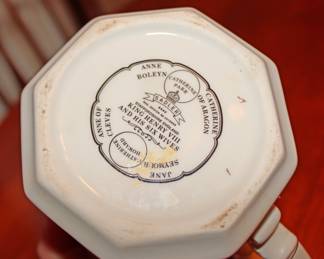 ANNE
BOLEYN
CATHERINE
PARR
CATHERINE
OF ARAGON
SADLER
KING HENRY VIII
AND HIS SIX WIVES
ANNE OF
CLEVES
CATHERINE
HOWARD
JANE
SEYMOUR